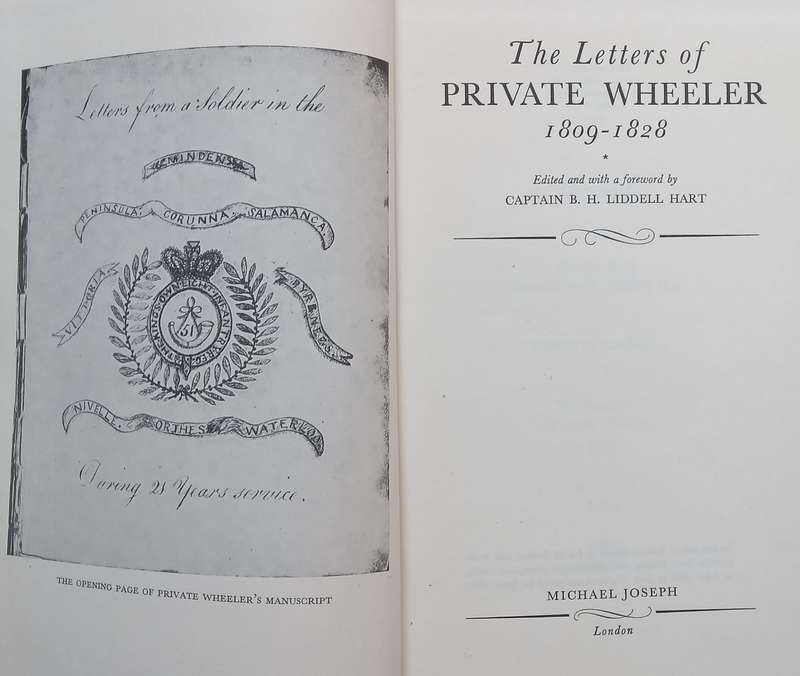 Letters from a Soldier in the
MINDEN
PENINSULA. CORUNNA. SALAMANCA.
VITTORIA.
PYRENEES.
51
NIVELLE. ORTHES WATERLOO.
During 21 Years service.
THE OPENING PAGE OF PRIVATE WHEELER'S MANUSCRIPT
The Letters of
PRIVATE WHEELER
1809-1828
*
Edited and with a foreword by
CAPTAIN B. H. LIDDELL HART
MICHAEL JOSEPH
London